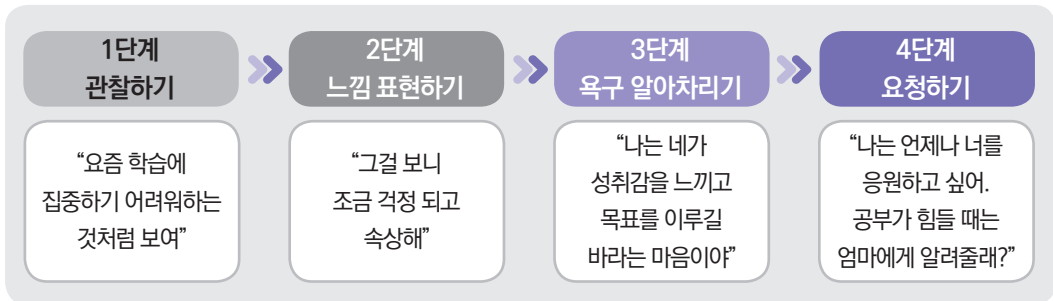 1단계
관찰하기
2단계
느낌 표현하기
3단계
욕구 알아차리기
4단계
요청하기
“요즘 학습에
집중하기 어려워하는
것처럼 보여”
“그걸 보니
조금 걱정 되고
속상해”
“나는 네가
성취감을 느끼고
목표를 이루길
바라는 마음이야”
“나는 언제나 너를
응원하고 싶어.
공부가 힘들 때는
엄마에게 알려줄래?”